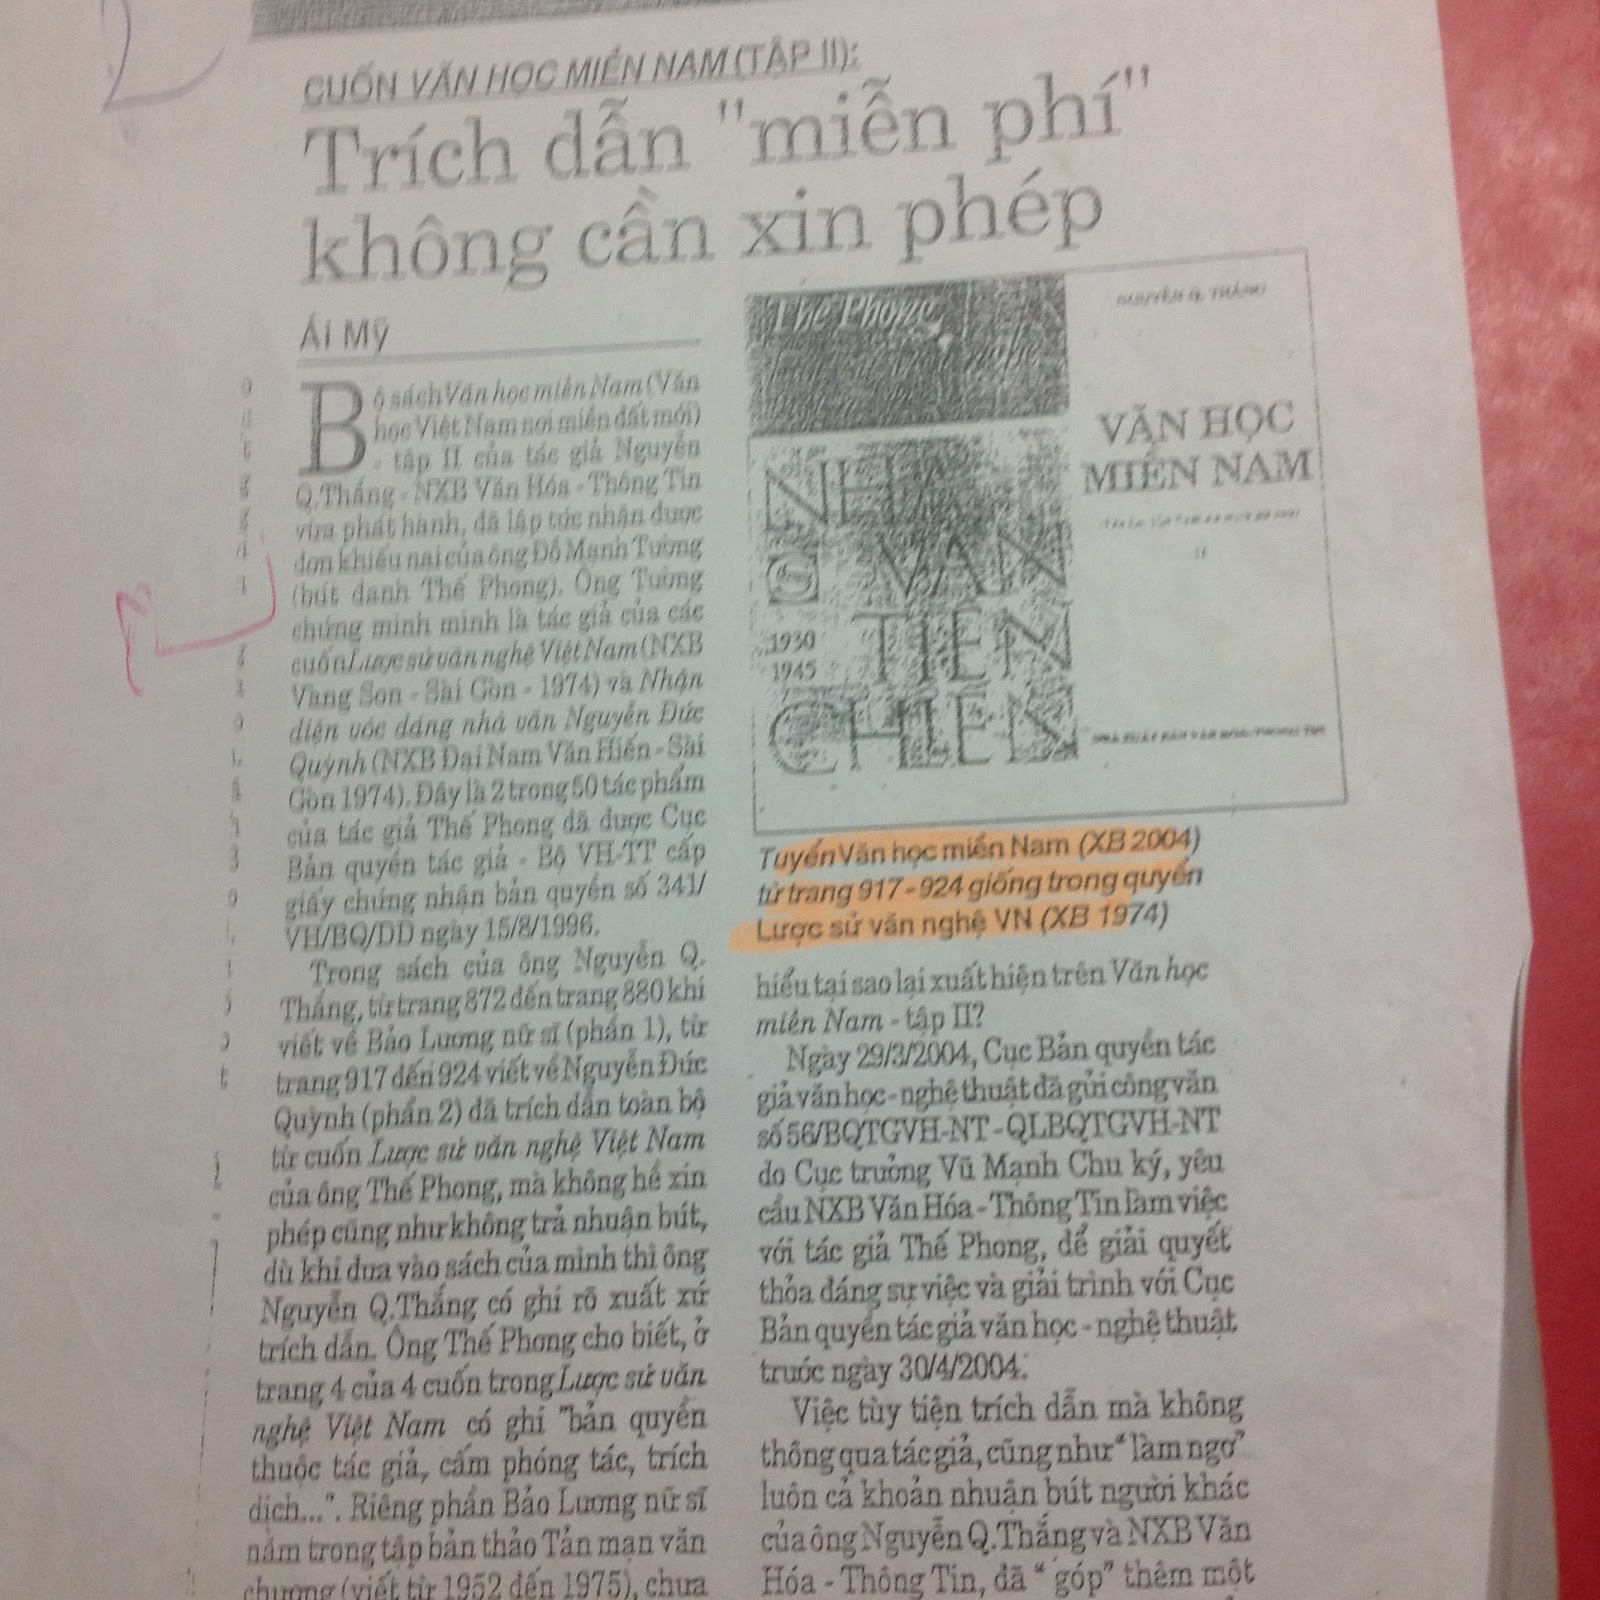 CUỐN VĂN HỌC MIỀN NAM (TẬP II):
Trích dẫn "miễn phí"
không cần xin phép
ÁI MỸ
Bộ sách Văn học miền Nam (Văn
học Việt Nam nơi miền đất mới)
- tập II của tác giả Nguyễn
Q.Thắng - NXB Văn Hóa - Thông Tin
vừa phát hành, đã lập tức nhận được
đơn khiếu nại của ông Đỗ Mạnh Tường
(bút danh Thế Phong). Ông Tường
chứng minh mình là tác giả của các
cuốn Lược sử văn nghệ Việt Nam (NXB
Vàng Son - Sài Gòn - 1974) và Nhận
diện vóc dáng nhà văn Nguyễn Đức
Quỳnh (NXB Đại Nam Văn Hiến - Sài
Gòn 1974). Đây là 2 trong 50 tác phẩm
của tác giả Thế Phong đã được Cục
Bản quyền tác giả - Bộ VH-TT cấp
giấy chứng nhận bản quyền số 341/
VH/BQ/DD ngày 15/8/1996.
Trong sách của ông Nguyễn Q.
Thắng, từ trang 872 đến trang 880 khi
viết về Bảo Lương nữ sĩ (phần 1), từ
trang 917 đến 924 viết về Nguyễn Đức
Quỳnh (phần 2) đã trích dẫn toàn bộ
từ cuốn Lược sử văn nghệ Việt Nam
của ông Thế Phong, mà không hề xin
phép cũng như không trả nhuận bút,
dù khi đưa vào sách của mình thì ông
Nguyễn Q.Thắng có ghi rõ xuất xứ
trích dẫn. Ông Thế Phong cho biết, ở
trang 4 của 4 cuốn trong Lược sử văn
nghệ Việt Nam có ghi "bản quyền
thuộc tác giả, cấm phóng tác, trích
dịch...". Riêng phần Bảo Lương nữ sĩ
nằm trong tập bản thảo Tản mạn văn
chương (viết từ 1952 đến 1975), chưa
Thế Phong
NHÀ
VĂN
TIỀN
CHIẾN
1930
1945
NGUYỄN Q. THẮNG
VĂN HỌC
MIỀN NAM
II
NHÀ XUẤT BẢN VĂN HÓA-THÔNG TIN
Tuyển Văn học miền Nam (XB 2004)
từ trang 917 - 924 giống trong quyển
Lược sử văn nghệ VN (XB 1974)
hiểu tại sao lại xuất hiện trên Văn học
miền Nam - tập II?
Ngày 29/3/2004, Cục Bản quyền tác
giả văn học - nghệ thuật đã gửi công văn
số 56/BQTGVH-NT - QLBQTGVH-NT
do Cục trưởng Vũ Mạnh Chu ký, yêu
cầu NXB Văn Hóa - Thông Tin làm việc
với tác giả Thế Phong, để giải quyết
thỏa đáng sự việc và giải trình với Cục
Bản quyền tác giả văn học - nghệ thuật
trước ngày 30/4/2004.
Việc tùy tiện trích dẫn mà không
thông qua tác giả, cũng như “làm ngơ”
luôn cả khoản nhuận bút người khác
của ông Nguyễn Q.Thắng và NXB Văn
Hóa - Thông Tin, đã “ góp” thêm một